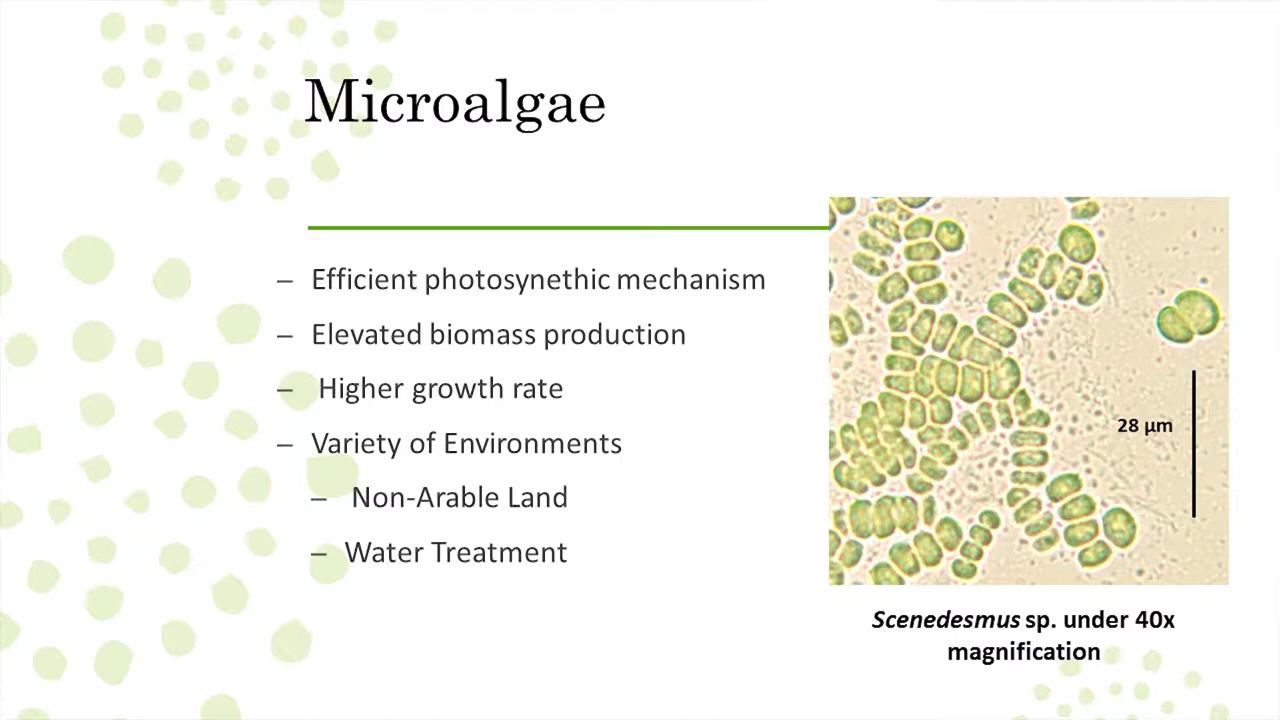 Microalgae
– Efficient photosynethic mechanism
– Elevated biomass production
– Higher growth rate
– Variety of Environments
– Non-Arable Land
– Water Treatment
28 µm
Scenedesmus sp. under 40x
magnification